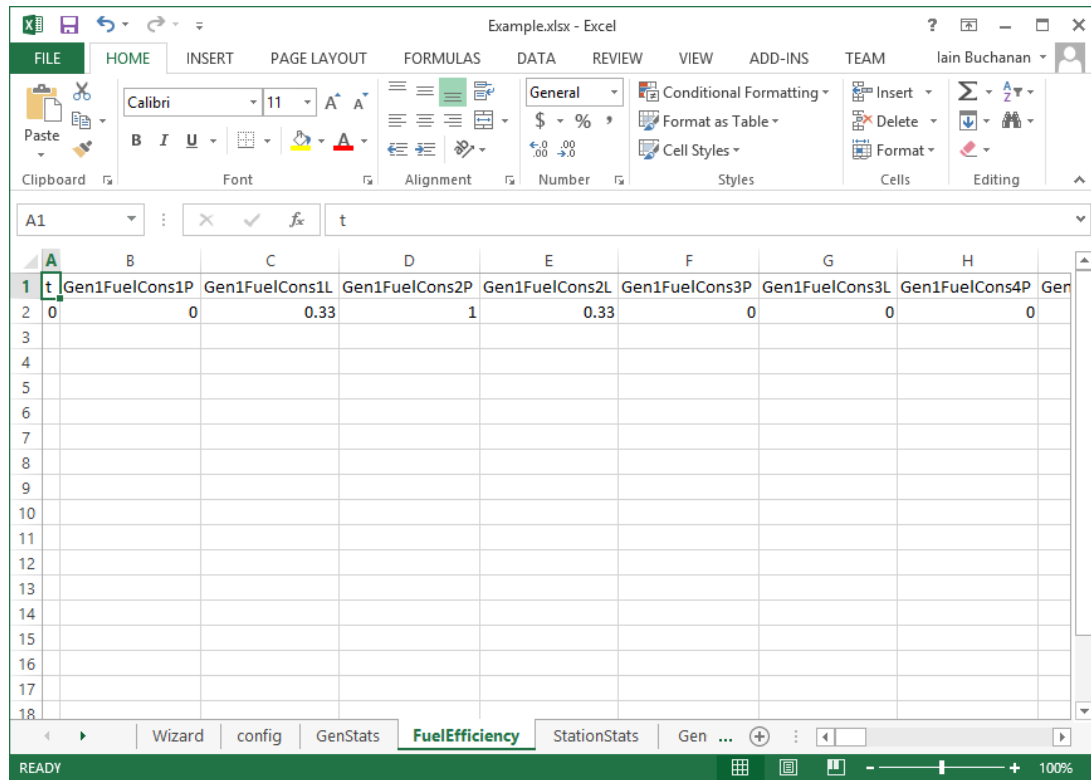 Example.xlsx - Excel
FILE HOME INSERT PAGE LAYOUT FORMULAS DATA REVIEW VIEW ADD-INS TEAM Iain Buchanan
Calibri 11 A A General Conditional Formatting Insert
Paste Format as Table Delete
B I U A $ % , Cell Styles Format
Clipboard Font Alignment Number Styles Cells Editing
A1 fx t
A B C D E F G H
1 t Gen1FuelCons1P Gen1FuelCons1L Gen1FuelCons2P Gen1FuelCons2L Gen1FuelCons3P Gen1FuelCons3L Gen1FuelCons4P Gen
2 0 0 0.33 1 0.33 0 0 0
3
4
5
6
7
8
9
10
11
12
13
14
15
16
17
18
Wizard config GenStats FuelEfficiency StationStats Gen ...
READY 100%